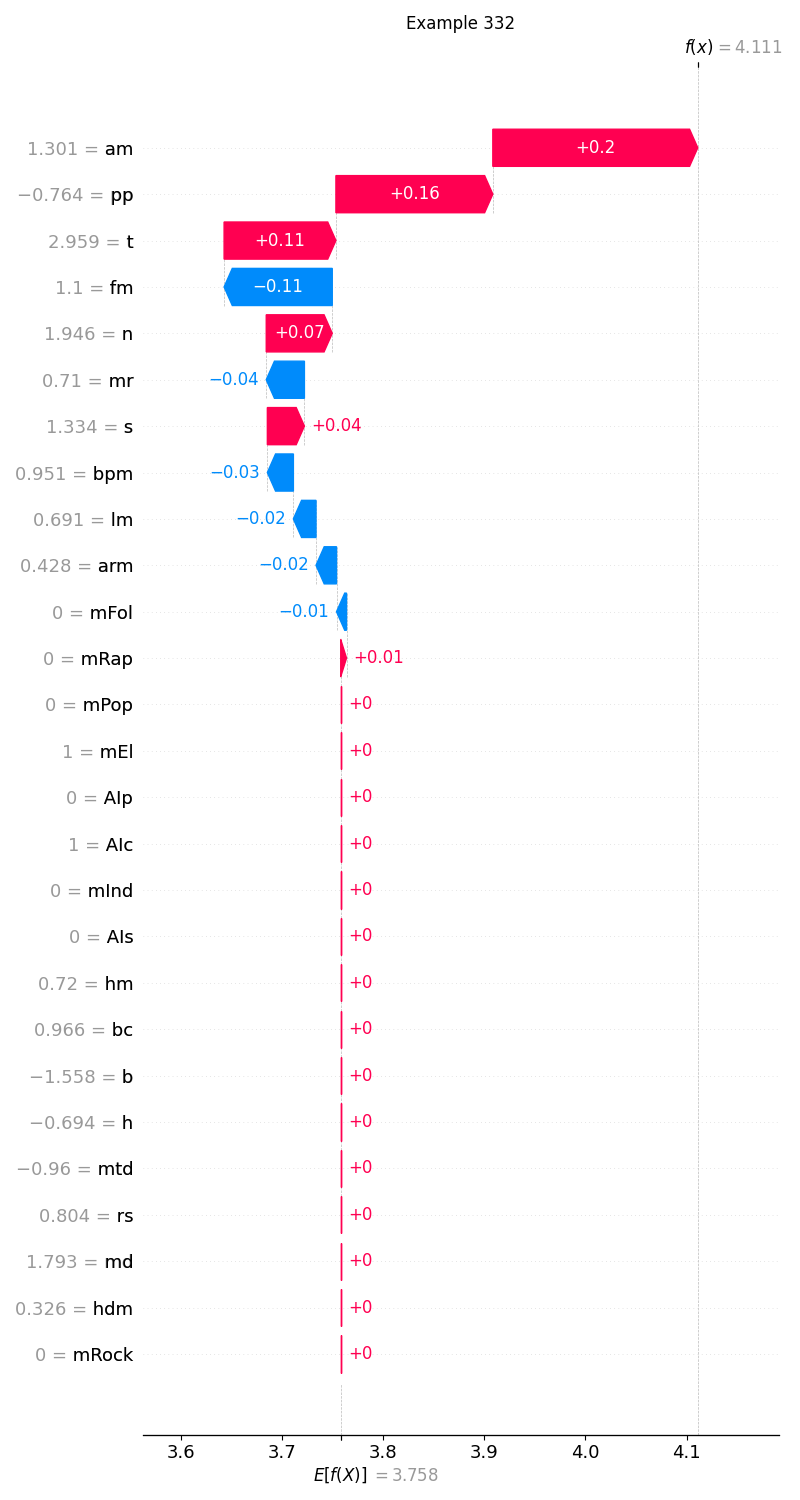 Example 332
f(x) = 4.111
1.301 = am
+0.2
−0.764 = pp
+0.16
2.959 = t
+0.11
1.1 = fm
−0.11
1.946 = n
+0.07
0.71 = mr
−0.04
1.334 = s
+0.04
0.951 = bpm
−0.03
0.691 = lm
−0.02
0.428 = arm
−0.02
0 = mFol
−0.01
0 = mRap
+0.01
0 = mPop
+0
1 = mEl
+0
0 = AIp
+0
1 = AIc
+0
0 = mInd
+0
0 = AIs
+0
0.72 = hm
+0
0.966 = bc
+0
−1.558 = b
+0
−0.694 = h
+0
−0.96 = mtd
+0
0.804 = rs
+0
1.793 = md
+0
0.326 = hdm
+0
0 = mRock
+0
3.6 3.7 3.8 3.9 4.0 4.1
E[f(X)] = 3.758